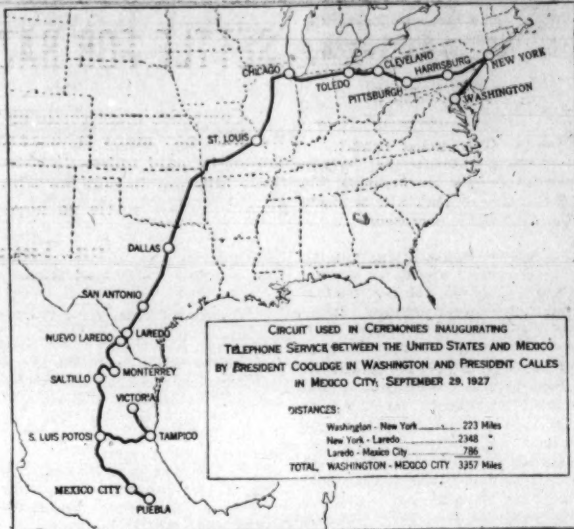 CHICAGO
TOLEDO
CLEVELAND
PITTSBURGH
HARRISBURG
NEW YORK
WASHINGTON
ST. LOUIS
DALLAS
SAN ANTONIO
NUEVO LAREDO
LAREDO
MONTERREY
SALTILLO
VICTORIA
S. LUIS POTOSI
TAMPICO
MEXICO CITY
PUEBLA
CIRCUIT USED IN CEREMONIES INAUGURATING
TELEPHONE SERVICE BETWEEN THE UNITED STATES AND MEXICO
BY PRESIDENT COOLIDGE IN WASHINGTON AND PRESIDENT CALLES
IN MEXICO CITY; SEPTEMBER 29, 1927
DISTANCES:
Washington - New York 223 Miles
New York - Laredo 2348 "
Laredo - Mexico City 786 "
TOTAL WASHINGTON - MEXICO CITY 3357 Miles